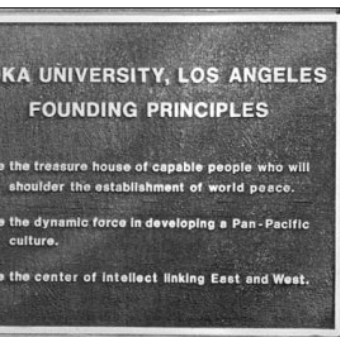 KA UNIVERSITY, LOS ANGELES
FOUNDING PRINCIPLES
the treasure house of capable people who will
shoulder the establishment of world peace.
the dynamic force in developing a Pan-Pacific
culture.
the center of intellect linking East and West.